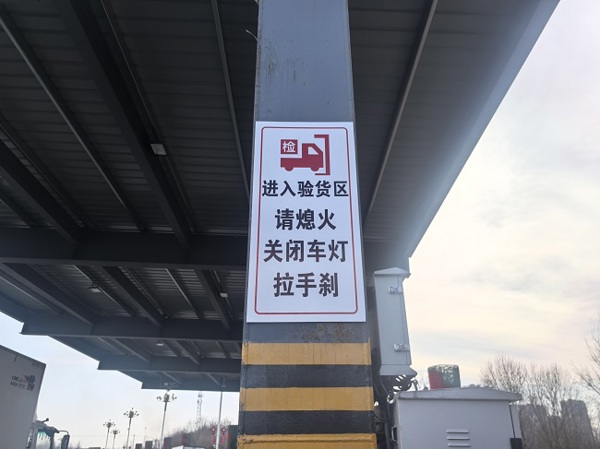 检
进入验货区
请熄火
关闭车灯
拉手刹